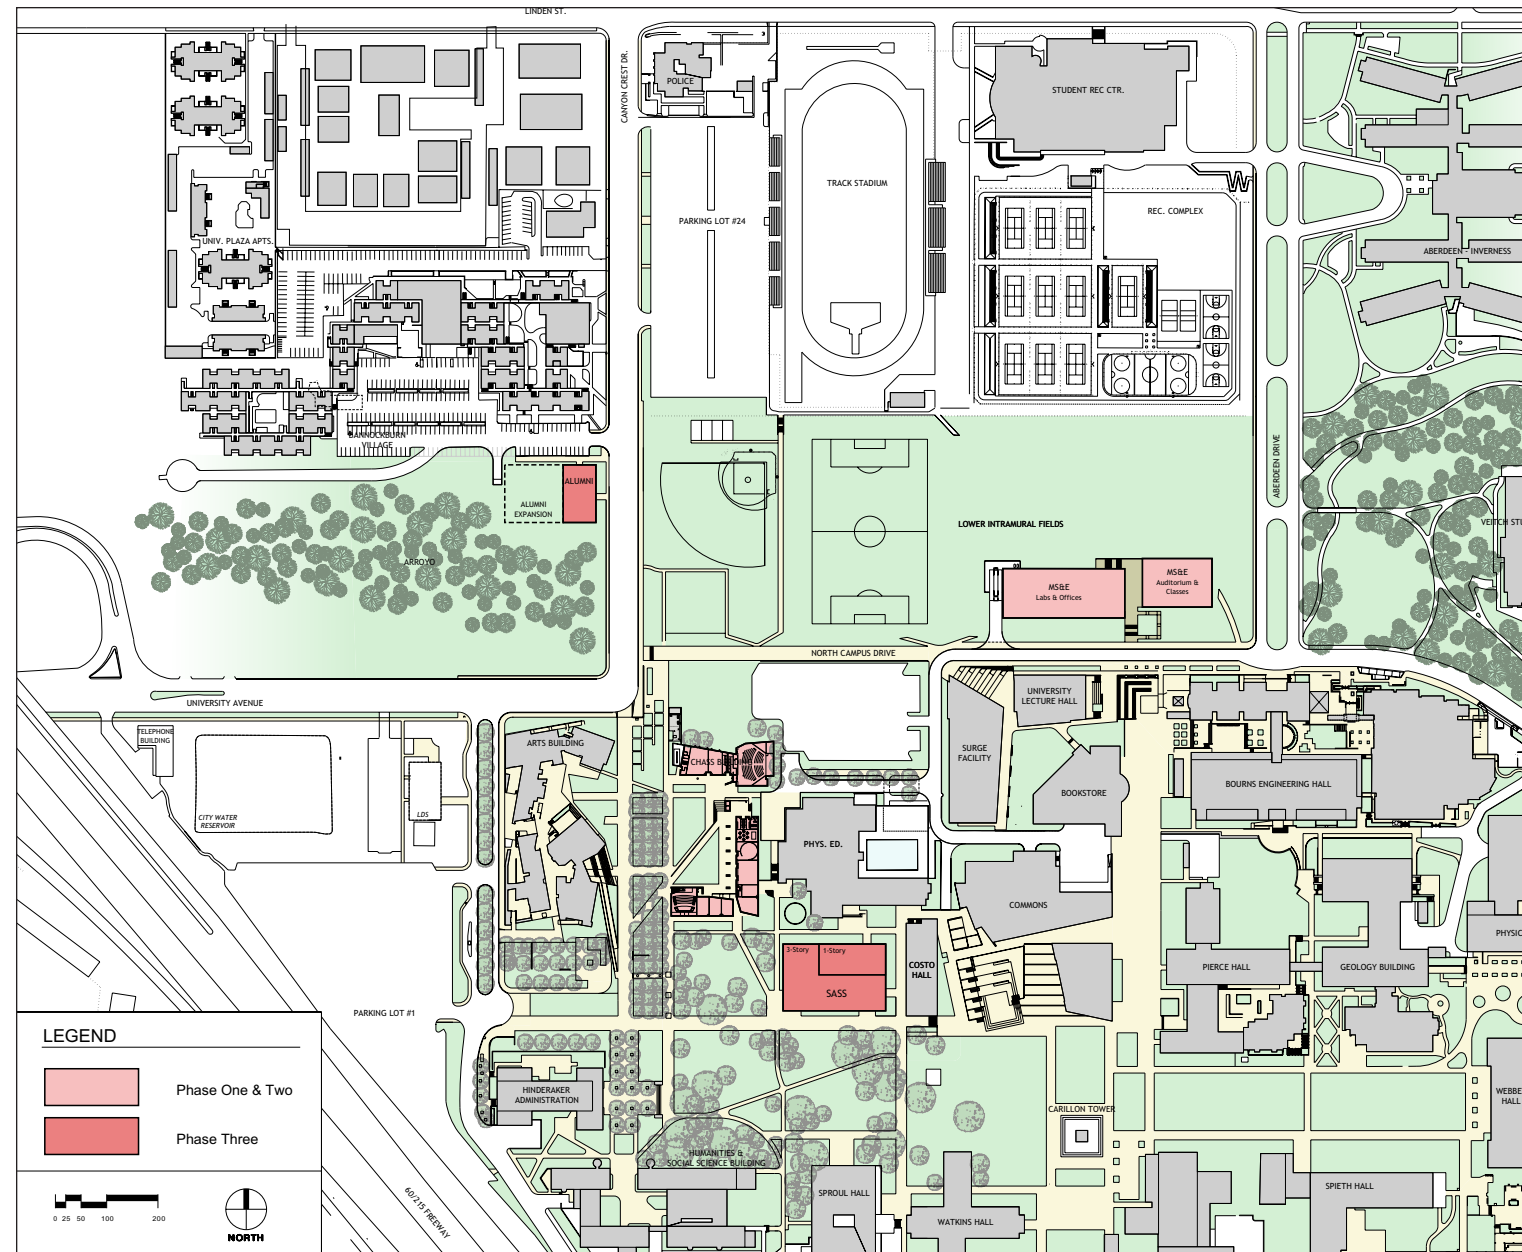 LINDEN ST.
CANYON CREST DR.
POLICE
STUDENT REC CTR.
TRACK STADIUM
PARKING LOT #24
REC. COMPLEX
UNIV. PLAZA APTS.
ABERDEEN - INVERNESS
BANNOCKBURN
VILLAGE
ABERDEEN DRIVE
ALUMNI
ALUMNI
EXPANSION
LOWER INTRAMURAL FIELDS
ARROYO
MS&E
Labs & Offices
MS&E
Auditorium &
Classes
NORTH CAMPUS DRIVE
UNIVERSITY AVENUE
UNIVERSITY
LECTURE HALL
TELEPHONE
BUILDING
ARTS BUILDING
SURGE
FACILITY
BOOKSTORE
BOURNS ENGINEERING HALL
CITY WATER
RESERVOIR
LDS
PHYS. ED.
COMMONS
3-Story
1-Story
SASS
COSTO
HALL
PIERCE HALL
GEOLOGY BUILDING
PARKING LOT #1
HINDERAKER
ADMINISTRATION
CARILLON TOWER
HUMANITIES &
SOCIAL SCIENCE BUILDING
SPROUL HALL
WATKINS HALL
SPIETH HALL
60/215 FREEWAY
LEGEND
Phase One & Two
Phase Three
0 25 50 100 200
NORTH